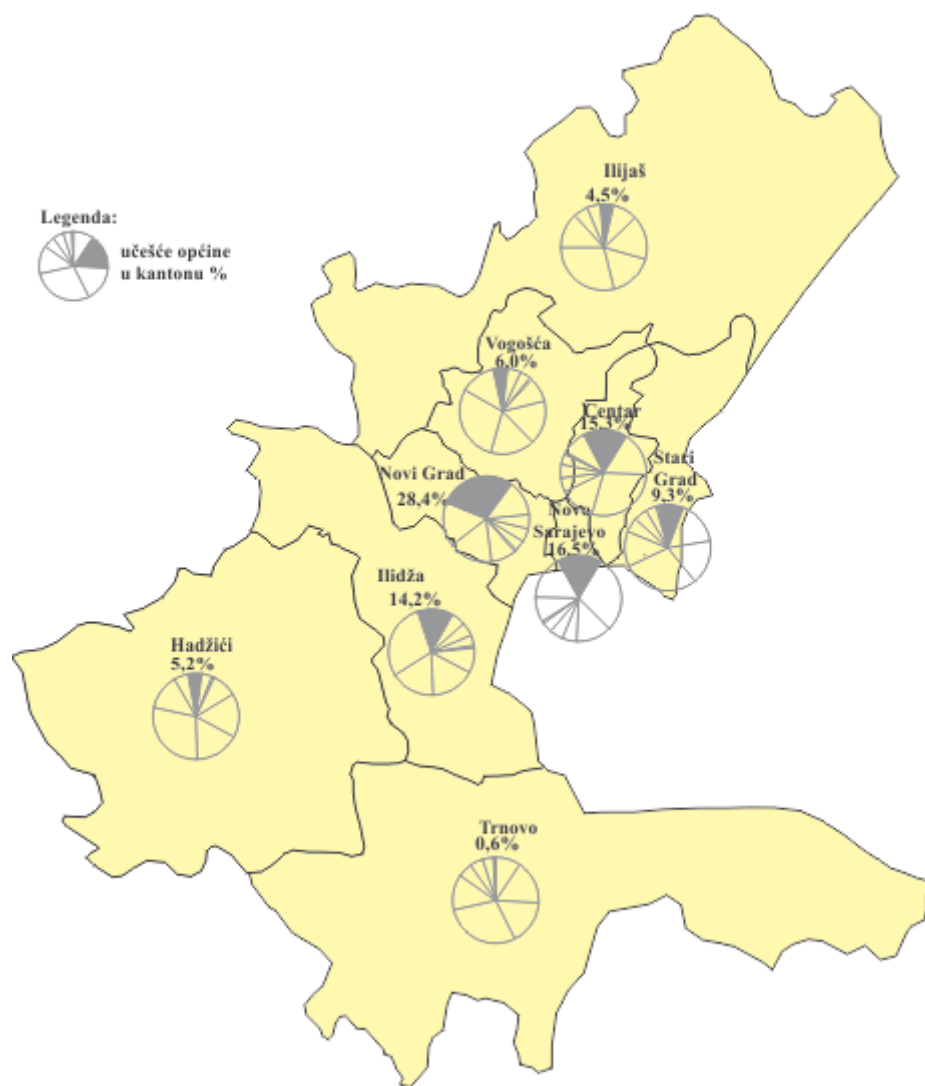 Ilijaš
4,5%
Legenda:
učešće općine
u kantonu %
Vogošća
6,0%
Centar
15,3%
Stari
Grad
9,3%
Novi Grad
28,4%
Novo
Sarajevo
16,5%
Ilidža
14,2%
Hadžići
5,2%
Trnovo
0,6%